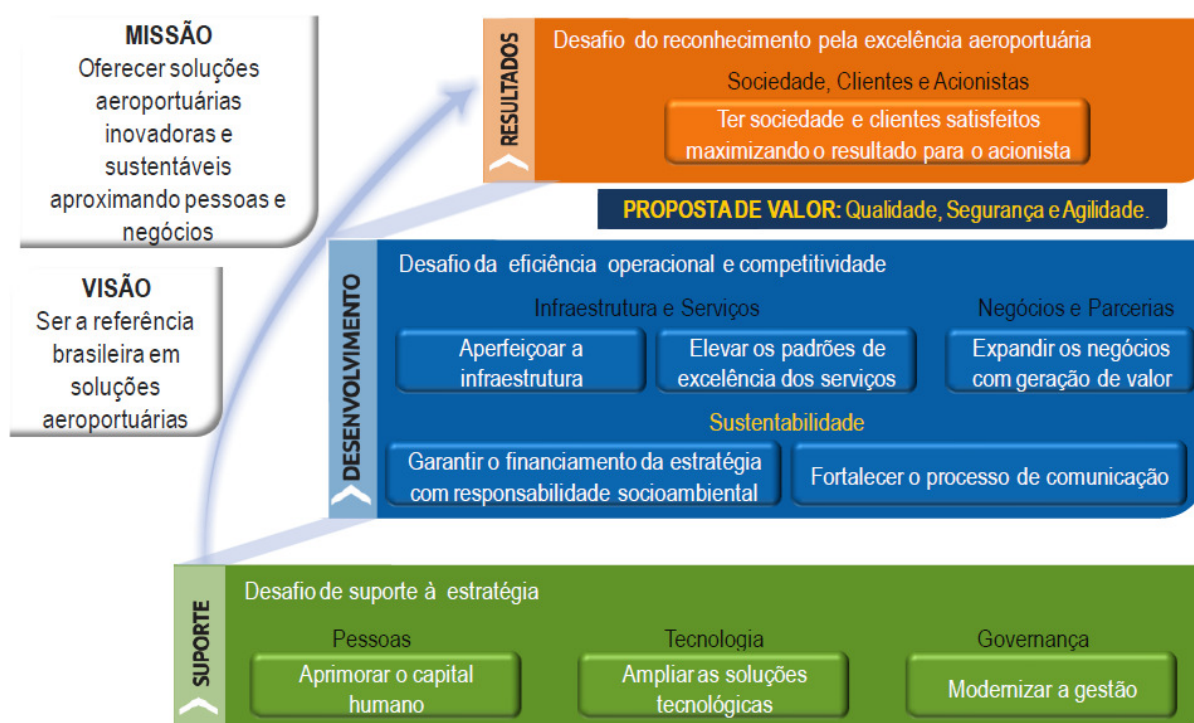 MISSÃO
Oferecer soluções
aeroportuárias
inovadoras e
sustentáveis
aproximando pessoas e
negócios
VISÃO
Ser a referência
brasileira em
soluções
aeroportuárias
RESULTADOS
Desafio do reconhecimento pela excelência aeroportuária
Sociedade, Clientes e Acionistas
Ter sociedade e clientes satisfeitos
maximizando o resultado para o acionista
PROPOSTA DE VALOR: Qualidade, Segurança e Agilidade.
DESENVOLVIMENTO
Desafio da eficiência operacional e competitividade
Infraestrutura e Serviços
Aperfeiçoar a
infraestrutura
Elevar os padrões de
excelência dos serviços
Negócios e Parcerias
Expandir os negócios
com geração de valor
Sustentabilidade
Garantir o financiamento da estratégia
com responsabilidade socioambiental
Fortalecer o processo de comunicação
SUPORTE
Desafio de suporte à estratégia
Pessoas
Aprimorar o capital
humano
Tecnologia
Ampliar as soluções
tecnológicas
Governança
Modernizar a gestão